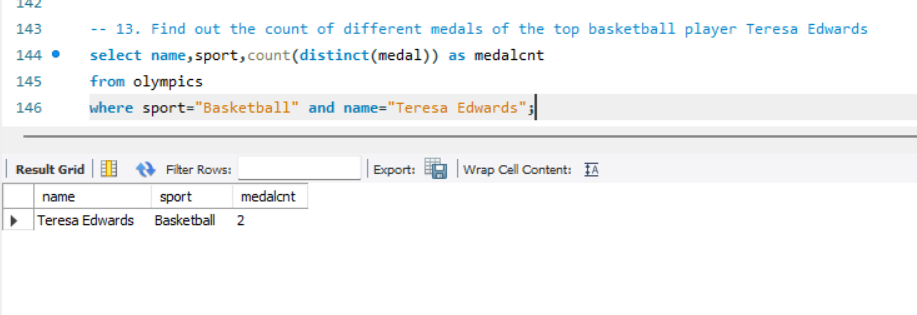 142
143 -- 13. Find out the count of different medals of the top basketball player Teresa Edwards
144 select name,sport,count(distinct(medal)) as medalcnt
145 from olympics
146 where sport="Basketball" and name="Teresa Edwards";
Result Grid Filter Rows: Export: Wrap Cell Content:
name sport medalcnt
Teresa Edwards Basketball 2